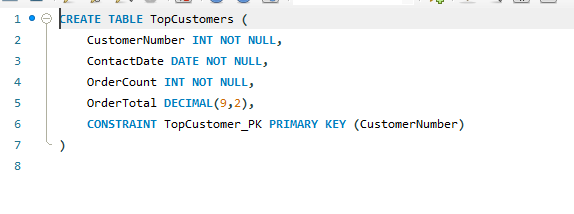 1 CREATE TABLE TopCustomers (
2 CustomerNumber INT NOT NULL,
3 ContactDate DATE NOT NULL,
4 OrderCount INT NOT NULL,
5 OrderTotal DECIMAL(9,2),
6 CONSTRAINT TopCustomer_PK PRIMARY KEY (CustomerNumber)
7 )
8